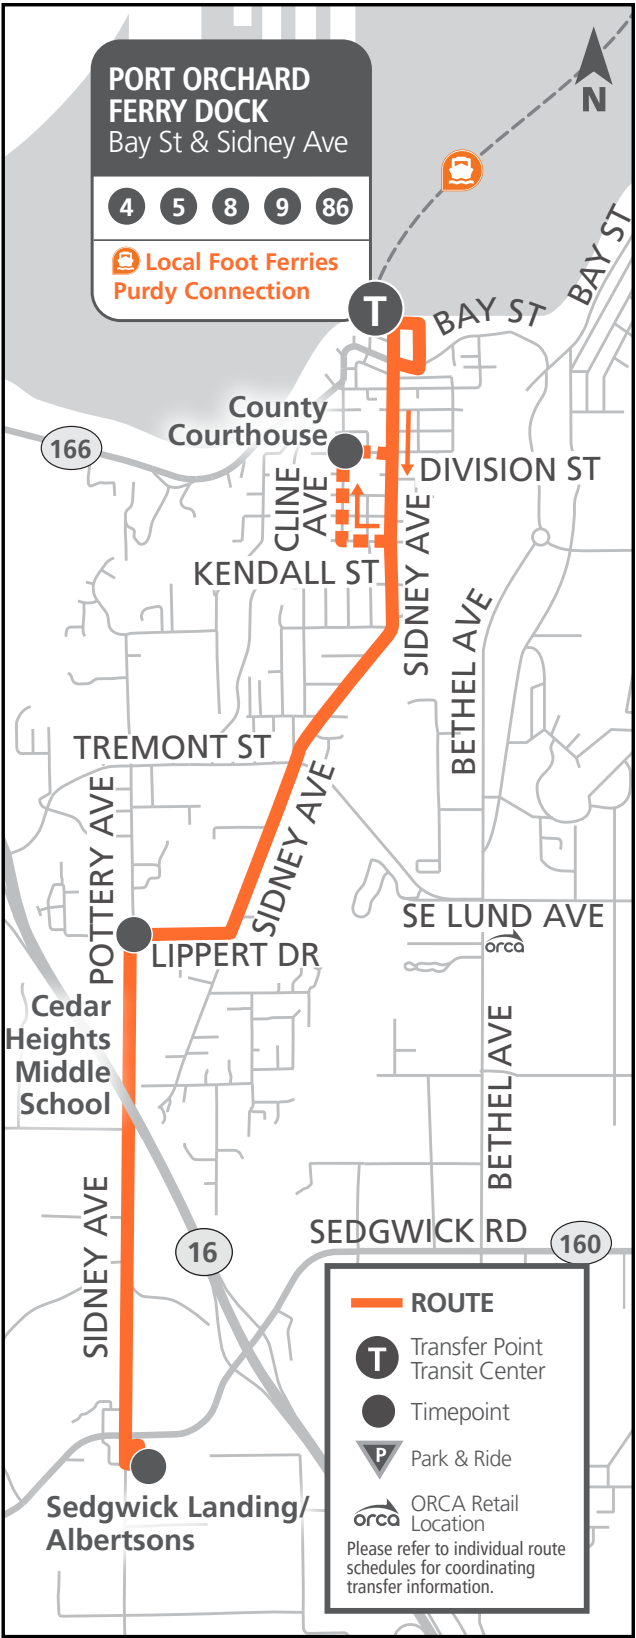 PORT ORCHARD
FERRY DOCK
Bay St & Sidney Ave
4 5 8 9 86
Local Foot Ferries
Purdy Connection
N
T
BAY ST
BAY ST
County
Courthouse
166
DIVISION ST
CLINE
AVE
KENDALL ST
SIDNEY AVE
BETHEL AVE
TREMONT ST
POTTERY AVE
SIDNEY AVE
SE LUND AVE
orca
LIPPERT DR
Cedar
Heights
Middle
School
BETHEL AVE
SIDNEY AVE
16
SEDGWICK RD
160
Sedgwick Landing/
Albertsons
ROUTE
T
Transfer Point
Transit Center
Timepoint
P
Park & Ride
orca
ORCA Retail
Location
Please refer to individual route
schedules for coordinating
transfer information.